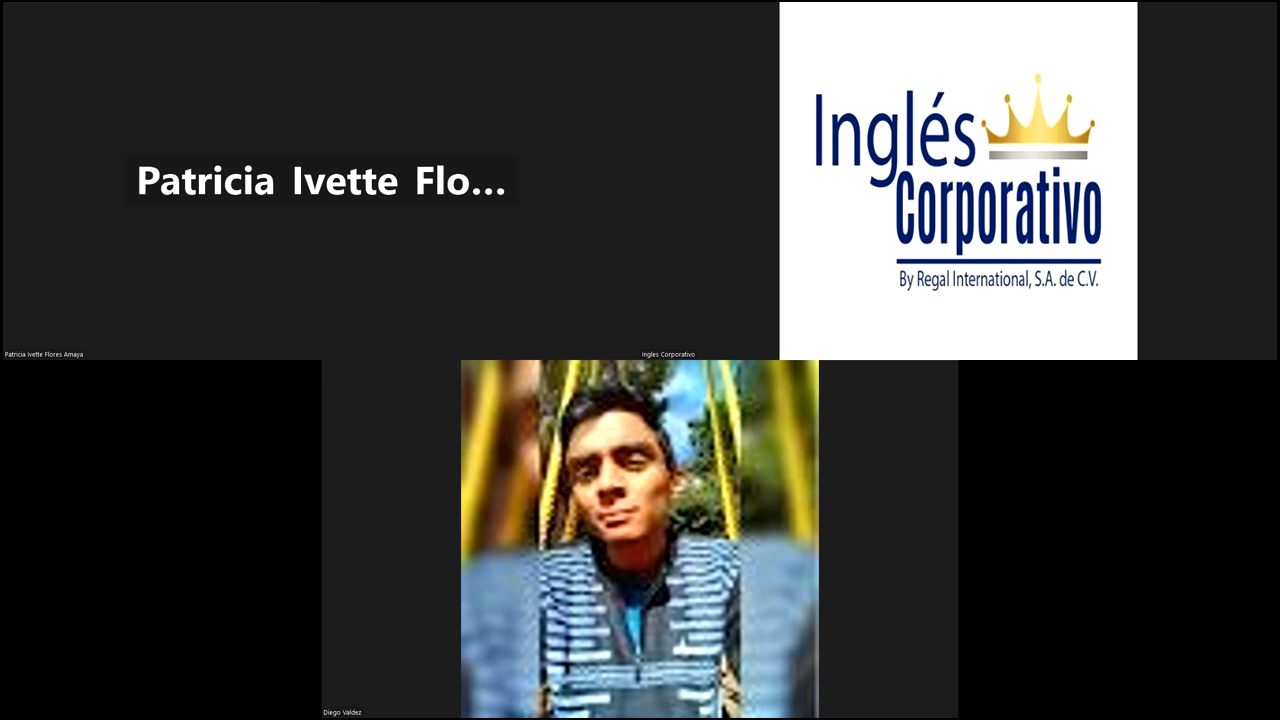 Patricia Ivette Flo...
Patricia Ivette Flores Amaya
Inglés
Corporativo
By Regal International, S.A. de C.V.
Ingles Corporativo
Diego Valdez